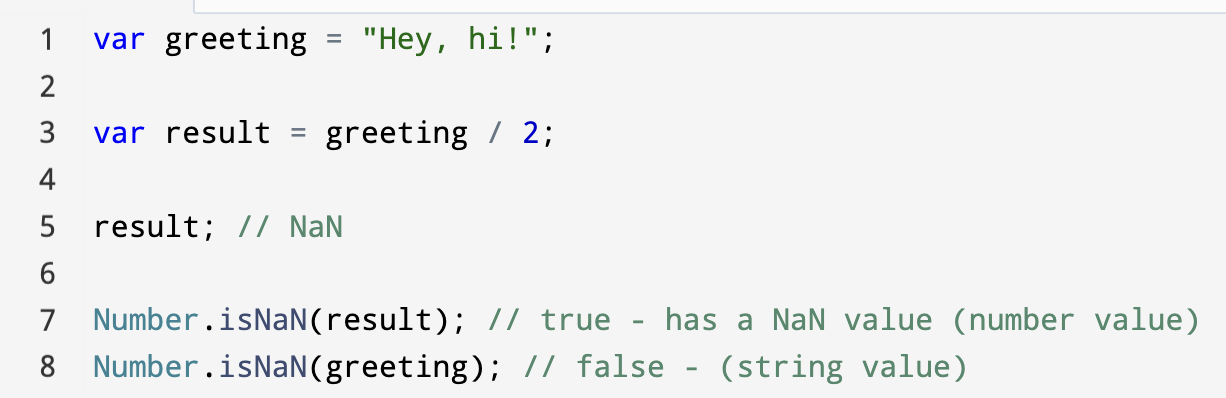 1 var greeting = "Hey, hi!";
2
3 var result = greeting / 2;
4
5 result; // NaN
6
7 Number.isNaN(result); // true - has a NaN value (number value)
8 Number.isNaN(greeting); // false - (string value)